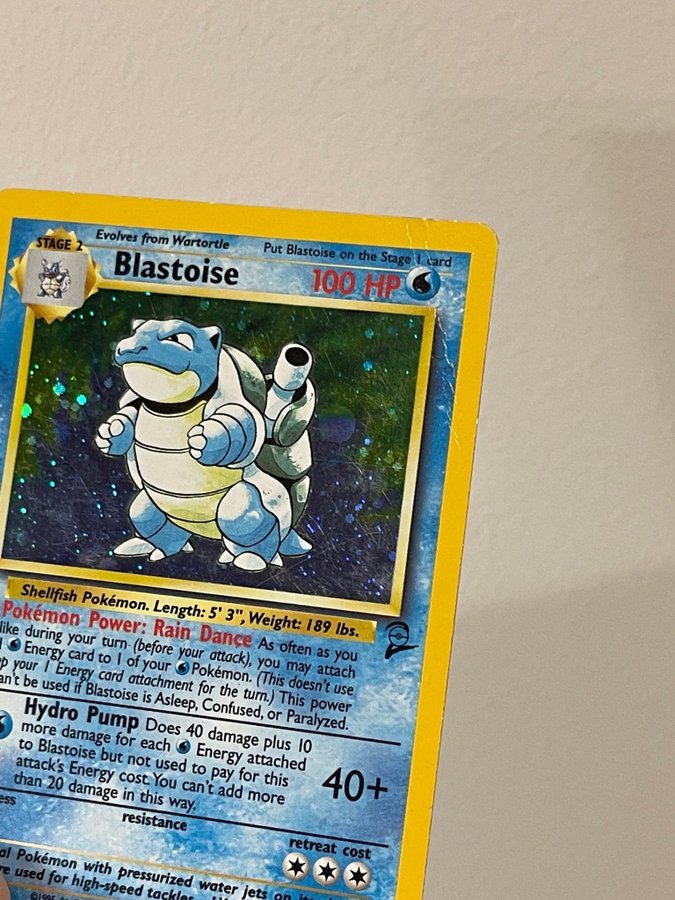 STAGE 2
Evolves from Wartortle
Put Blastoise on the Stage 1 card
Blastoise
100 HP
Shellfish Pokémon. Length: 5' 3", Weight: 189 lbs.
Pokémon Power: Rain Dance As often as you
like during your turn (before your attack), you may attach
Energy card to 1 of your Pokémon. (This doesn't use
your 1 Energy card attachment for the turn.) This power
can't be used if Blastoise is Asleep, Confused, or Paralyzed.
Hydro Pump Does 40 damage plus 10
more damage for each Energy attached
to Blastoise but not used to pay for this
attack's Energy cost. You can't add more
than 20 damage in this way.
40+
resistance
retreat cost
Pokémon with pressurized water jets on
used for high-speed